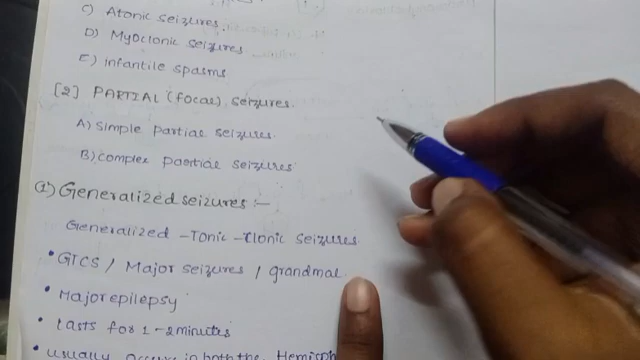 C) Atonic seizures.
D) Myoclonic seizures
E) infantile spasms
[2] PARTIAL (focal) seizures.
A) simple partial seizures.
B) complex partial seizures
(1) Generalized seizures :-
Generalized - Tonic - Clonic seizures
• GTCS / Major seizures / grandmal.
• Major epilepsy
• Lasts for 1-2 minutes
• usually occurs in both the Hemisph